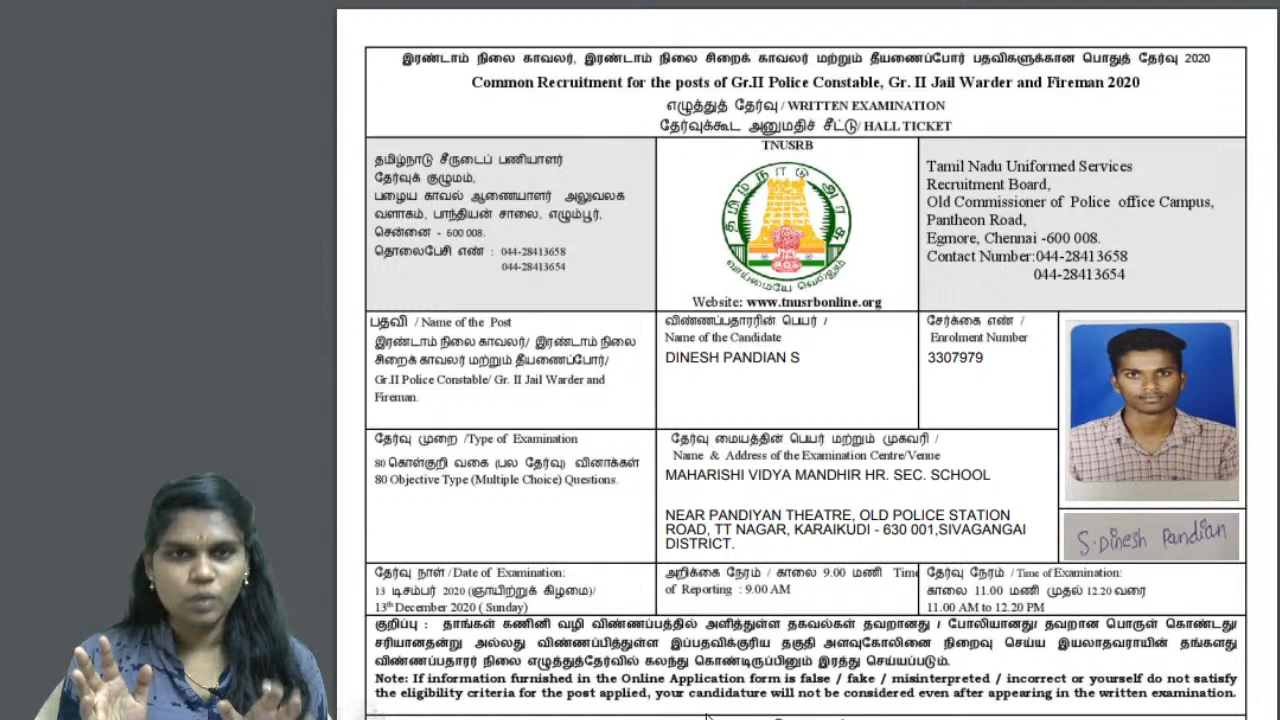 இரண்டாம் நிலை காவலர், இரண்டாம் நிலை சிறைக் காவலர் மற்றும் தீயணைப்போர் பதவிகளுக்கான பொதுத் தேர்வு 2020
Common Recruitment for the posts of Gr.II Police Constable, Gr. II Jail Warder and Fireman 2020
எழுத்துத் தேர்வு / WRITTEN EXAMINATION
தேர்வுக்கூட அனுமதிச் சீட்டு/ HALL TICKET
தமிழ்நாடு சீருடைப் பணியாளர்
தேர்வுக் குழுமம்,
பழைய காவல் ஆணையாளர் அலுவலக
வளாகம், பாந்தியன் சாலை, எழும்பூர்,
சென்னை - 600 008.
தொலைபேசி எண் : 044-28413658
044-28413654
TNUSRB
தமிழ்நாடு அரசு
வாய்மையே வெல்லும்
Website: www.tnusrbonline.org
Tamil Nadu Uniformed Services
Recruitment Board,
Old Commissioner of Police office Campus,
Pantheon Road,
Egmore, Chennai -600 008.
Contact Number:044-28413658
044-28413654
பதவி / Name of the Post
இரண்டாம் நிலை காவலர்/ இரண்டாம் நிலை
சிறைக் காவலர் மற்றும் தீயணைப்போர்/
Gr.II Police Constable/ Gr. II Jail Warder and
Fireman.
விண்ணப்பதாரரின் பெயர் /
Name of the Candidate
DINESH PANDIAN S
சேர்க்கை எண் /
Enrolment Number
3307979
தேர்வு முறை /Type of Examination
80 கொள்குறி வகை (பல தேர்வு) வினாக்கள்
80 Objective Type (Multiple Choice) Questions.
தேர்வு மையத்தின் பெயர் மற்றும் முகவரி /
Name & Address of the Examination Centre/Venue
MAHARISHI VIDYA MANDHIR HR. SEC. SCHOOL
NEAR PANDIYAN THEATRE, OLD POLICE STATION
ROAD, TT NAGAR, KARAIKUDI - 630 001,SIVAGANGAI
DISTRICT.
S. Dinesh Pandian
தேர்வு நாள் / Date of Examination:
13 டிசம்பர் 2020 (ஞாயிற்றுக் கிழமை)/
13th December 2020 ( Sunday)
அறிக்கை நேரம் / காலை 9.00 மணி Time
of Reporting : 9.00 AM
தேர்வு நேரம் / Time of Examination:
காலை 11.00 மணி முதல் 12.20 வரை
11.00 AM to 12.20 PM
குறிப்பு : தாங்கள் கணினி வழி விண்ணப்பத்தில் அளித்துள்ள தகவல்கள் தவறானது / போலியானது/ தவறான பொருள் கொண்டது/
சரியானதன்று அல்லது விண்ணப்பித்துள்ள இப்பதவிக்குரிய தகுதி அளவுகோலினை நிறைவு செய்ய இயலாதவராயின் தங்களது
விண்ணப்பதாரர் நிலை எழுத்துத்தேர்வில் கலந்து கொண்டிருப்பினும் இரத்து செய்யப்படும்.
Note: If information furnished in the Online Application form is false / fake / misinterpreted / incorrect or yourself do not satisfy
the eligibility criteria for the post applied, your candidature will not be considered even after appearing in the written examination.